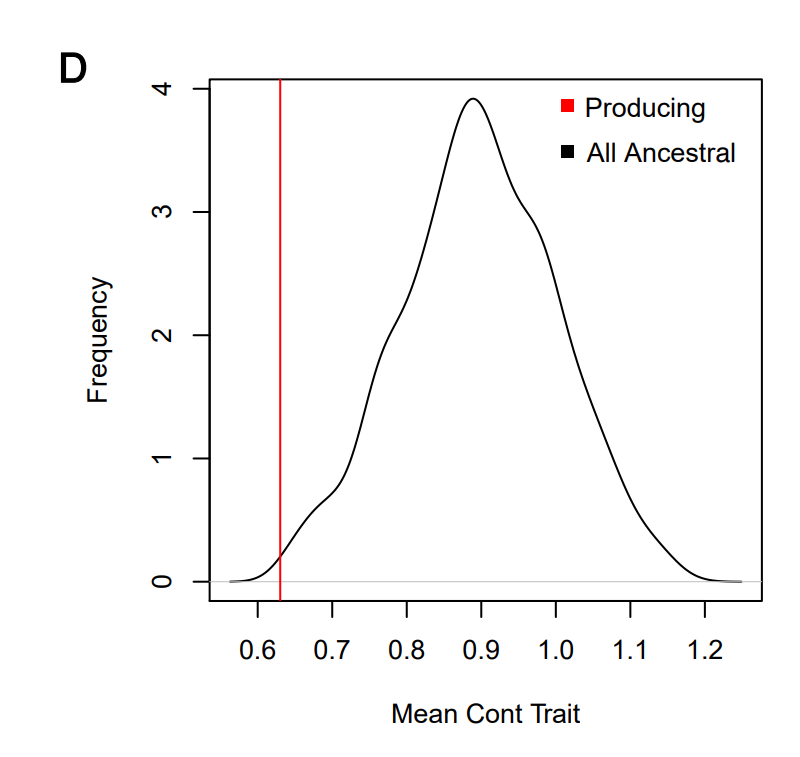 D
Producing
All Ancestral
Frequency
4
3
2
1
0
0.6 0.7 0.8 0.9 1.0 1.1 1.2
Mean Cont Trait